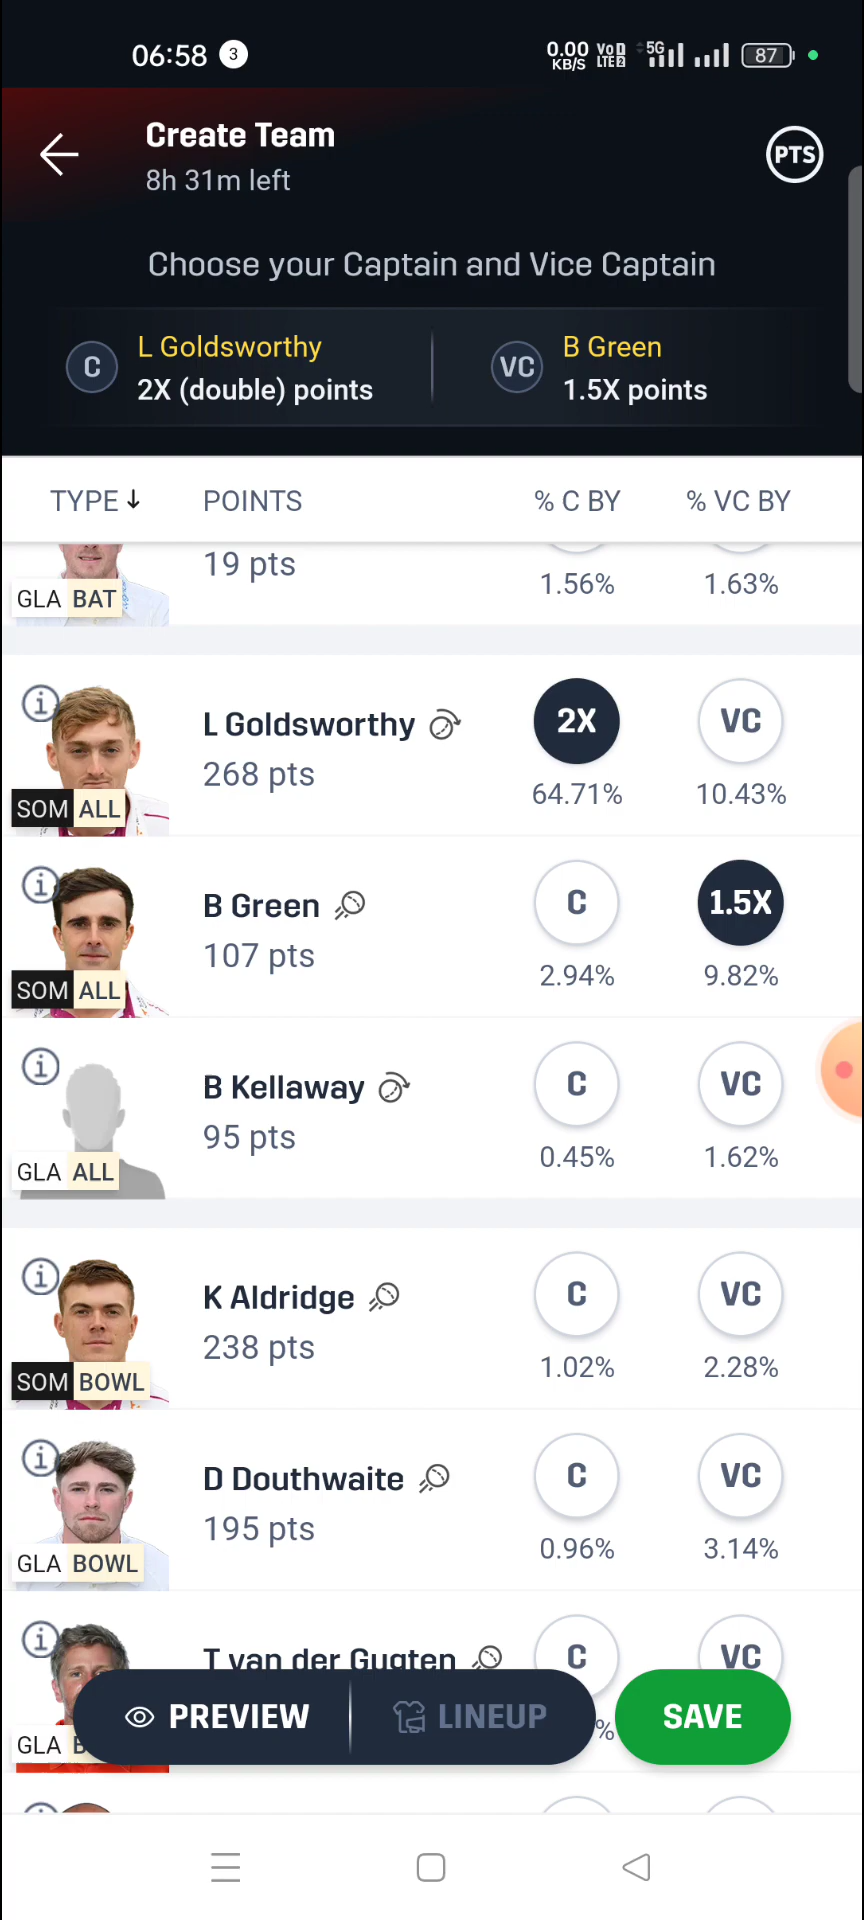 06:58 3 0.00 KB/S VoD LTE2 5G 87
Create Team
8h 31m left
PTS
Choose your Captain and Vice Captain
C L Goldsworthy VC B Green
2X (double) points 1.5X points
TYPE↓ POINTS % C BY % VC BY
19 pts
1.56% 1.63%
GLA BAT
L Goldsworthy 2X VC
268 pts
64.71% 10.43%
SOM ALL
B Green C 1.5X
107 pts
2.94% 9.82%
SOM ALL
B Kellaway C VC
95 pts
0.45% 1.62%
GLA ALL
K Aldridge C VC
238 pts
1.02% 2.28%
SOM BOWL
D Douthwaite C VC
195 pts
0.96% 3.14%
GLA BOWL
T van der Gugten C VC
PREVIEW LINEUP % SAVE
GLA B